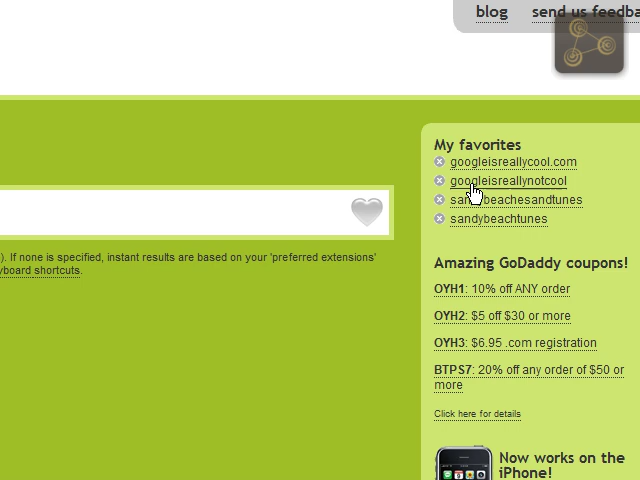 blog send us feedba
My favorites
googleisreallycool.com
googleisreallynotcool
sandybeachesandtunes
sandybeachtunes
). If none is specified, instant results are based on your 'preferred extensions'
yboard shortcuts.
Amazing GoDaddy coupons!
OYH1: 10% off ANY order
OYH2: $5 off $30 or more
OYH3: $6.95 .com registration
BTPS7: 20% off any order of $50 or
more
Click here for details
Now works on the
iPhone!